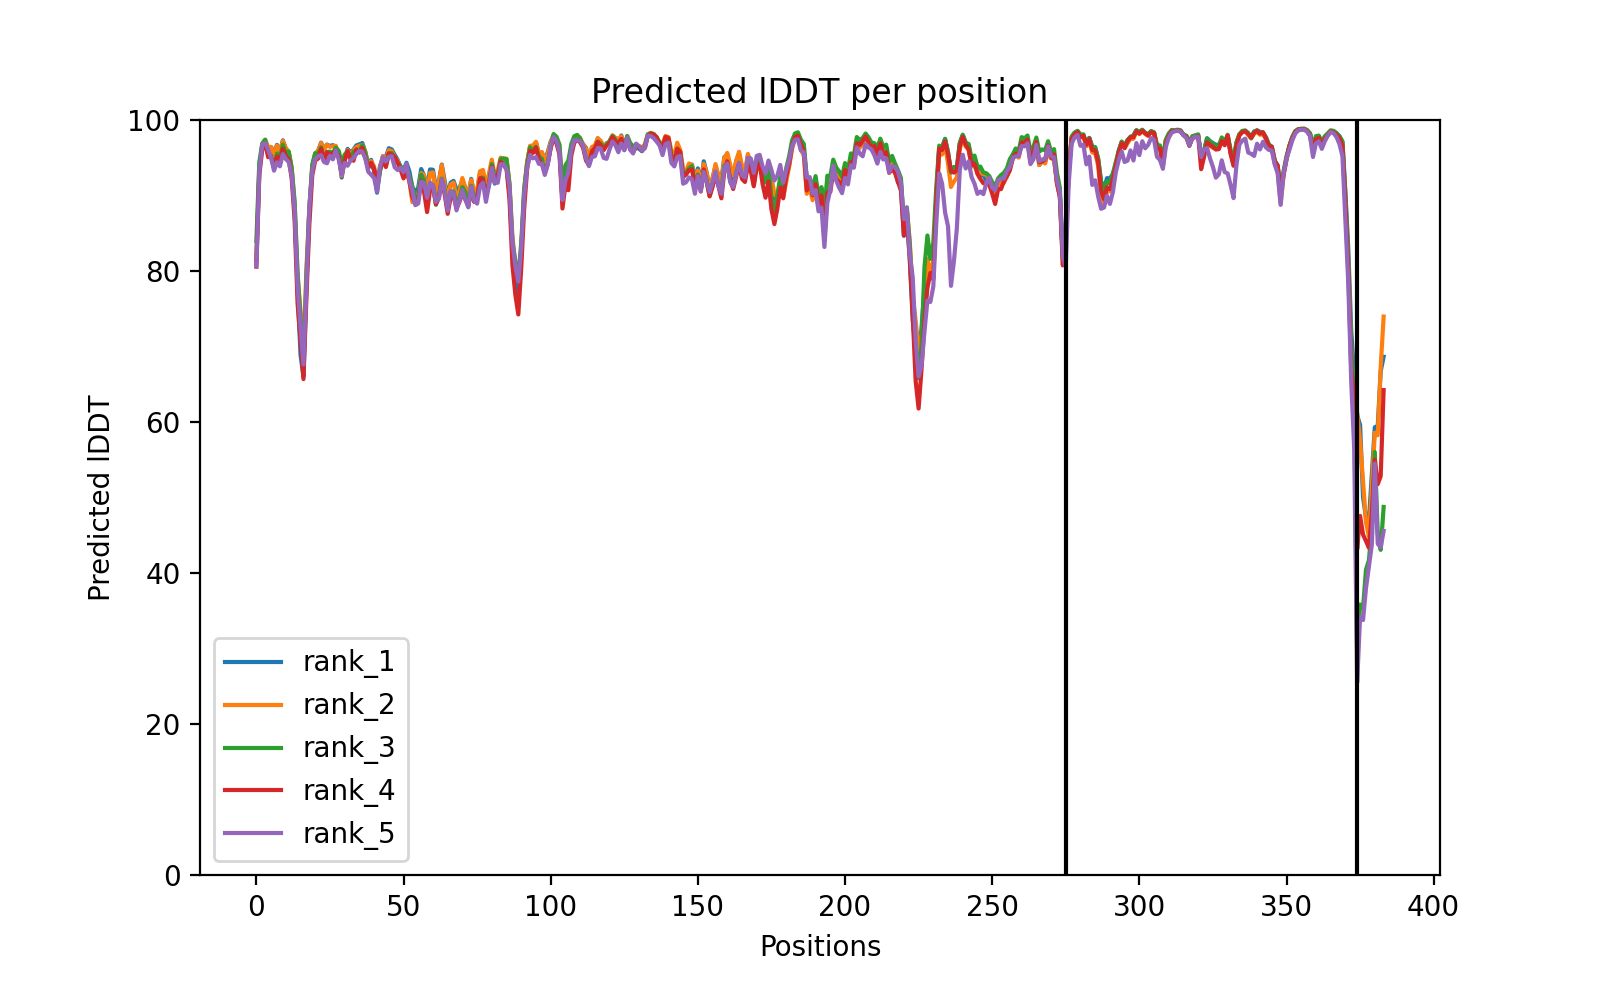 Predicted lDDT per position
100
80
60
40
20
0
Predicted lDDT
rank_1
rank_2
rank_3
rank_4
rank_5
0 50 100 150 200 250 300 350 400
Positions